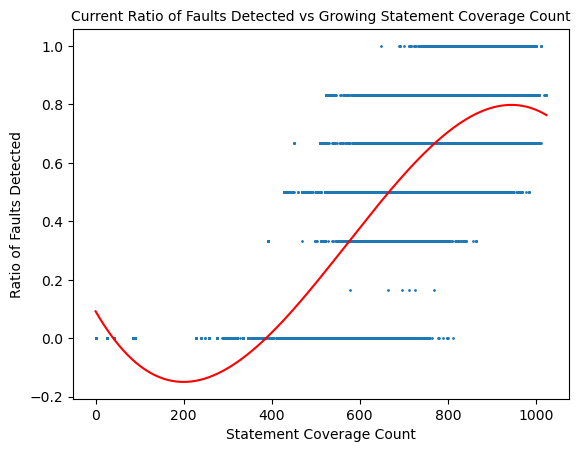 Current Ratio of Faults Detected vs Growing Statement Coverage Count
Ratio of Faults Detected
1.0
0.8
0.6
0.4
0.2
0.0
−0.2
0 200 400 600 800 1000
Statement Coverage Count